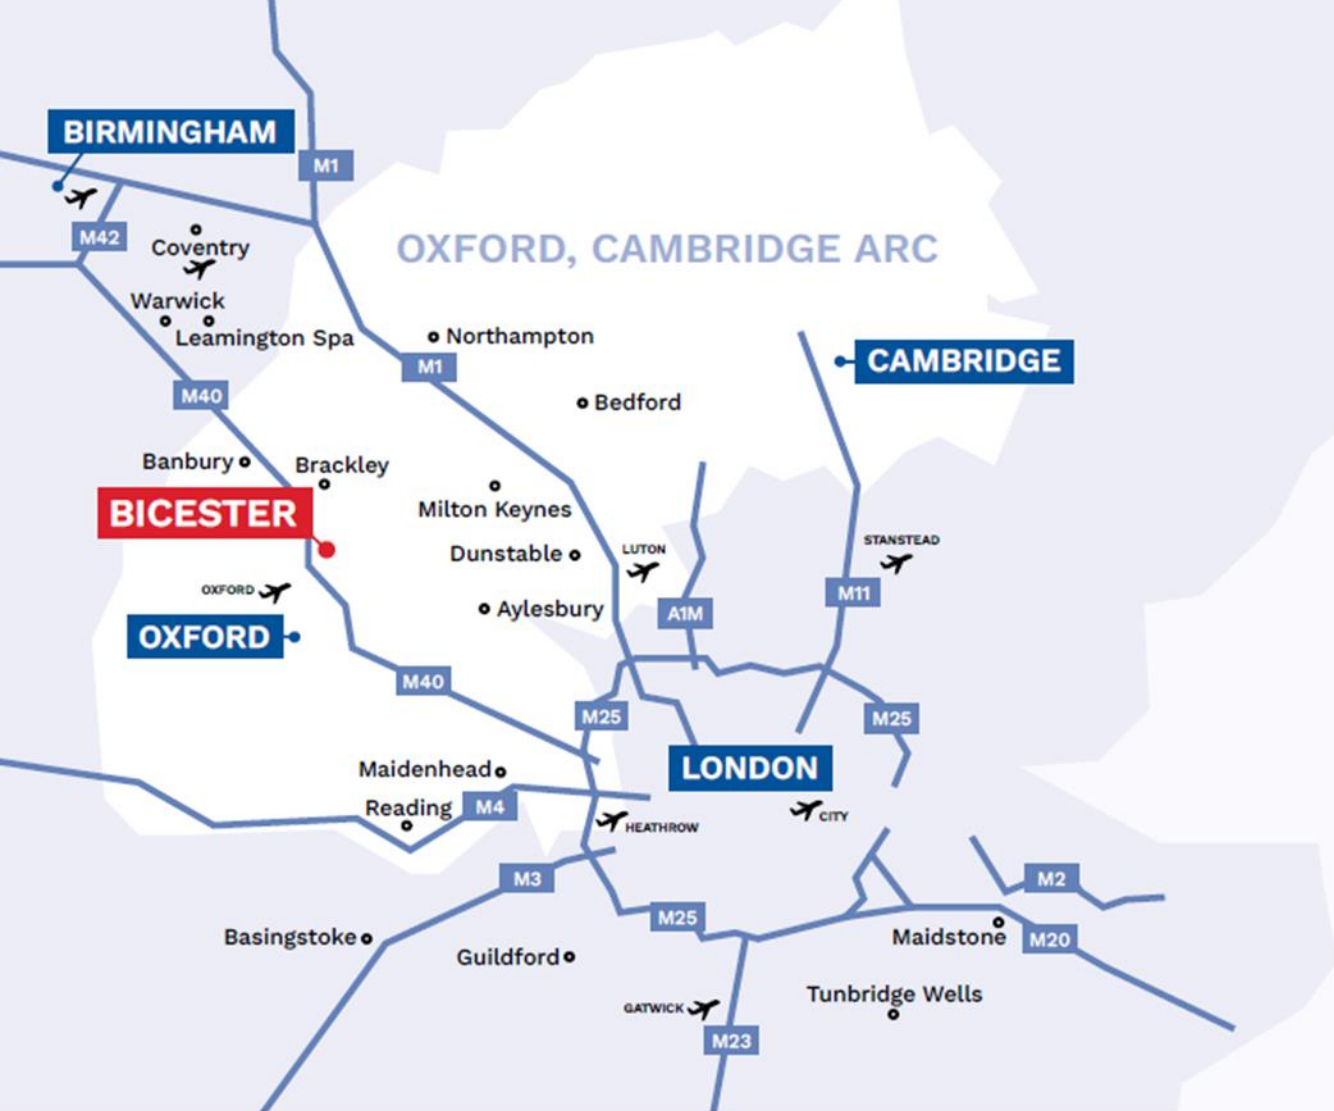 BIRMINGHAM
M1
M42
Coventry
OXFORD, CAMBRIDGE ARC
Warwick
Leamington Spa
Northampton
M1
CAMBRIDGE
M40
Bedford
Banbury
Brackley
BICESTER
Milton Keynes
Dunstable
LUTON
STANSTEAD
OXFORD
M11
Aylesbury
A1M
OXFORD
M40
M25
M25
Maidenhead
LONDON
Reading
M4
CITY
HEATHROW
M3
M2
M25
Basingstoke
Maidstone
M20
Guildford
Tunbridge Wells
GATWICK
M23